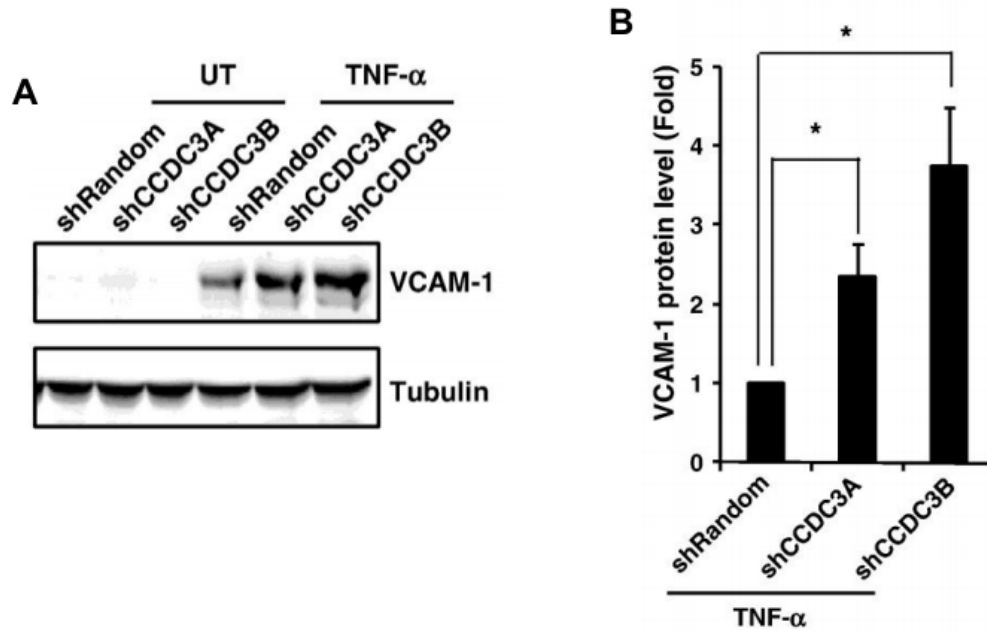 A
UT TNF-α
shRandom shCCDC3A shCCDC3B shRandom shCCDC3A shCCDC3B
VCAM-1
Tubulin
B
* *
VCAM-1 protein level (Fold)
5
4
3
2
1
0
shRandom shCCDC3A shCCDC3B
TNF-α